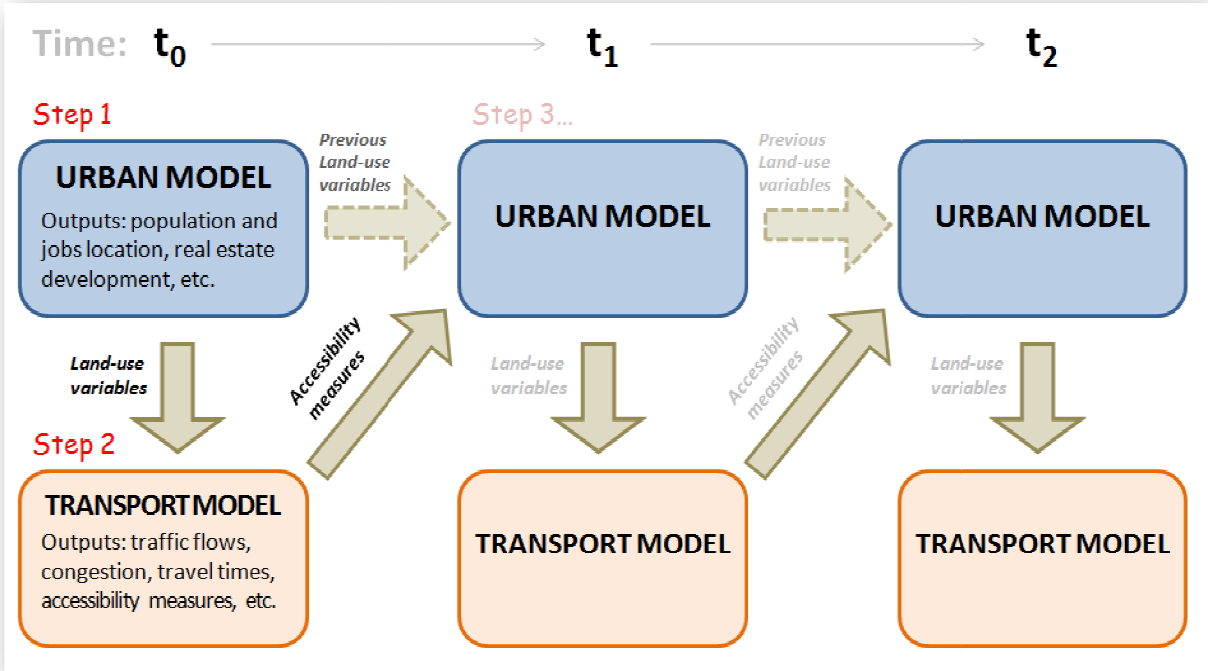 Time: t0 t1 t2
Step 1
Step 3...
Previous
Land-use
variables
Previous
Land-use
variables
URBAN MODEL
Outputs: population and
jobs location, real estate
development, etc.
URBAN MODEL
URBAN MODEL
Land-use
variables
Accessibility
measures
Land-use
variables
Accessibility
measures
Land-use
variables
Step 2
TRANSPORT MODEL
Outputs: traffic flows,
congestion, travel times,
accessibility measures, etc.
TRANSPORT MODEL
TRANSPORT MODEL